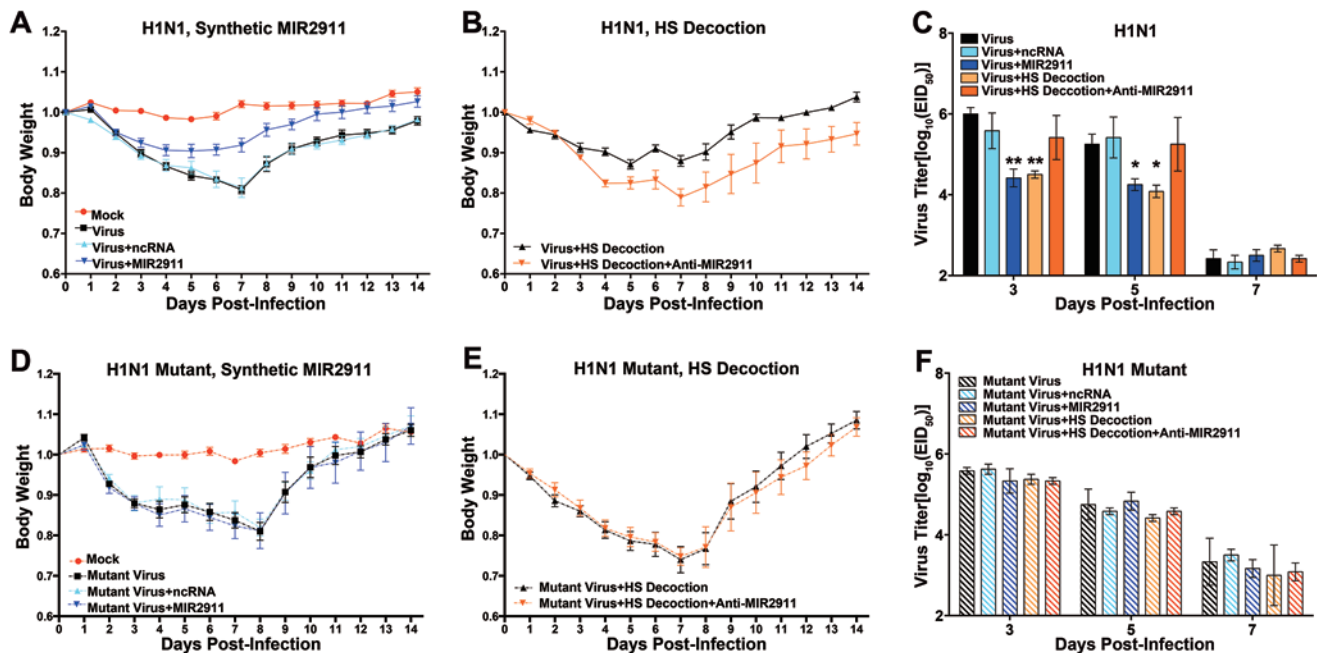 A
H1N1, Synthetic MIR2911
Body Weight
1.2
1.1
1.0
0.9
0.8
0.7
0.6
Mock
Virus
Virus+ncRNA
Virus+MIR2911
0 1 2 3 4 5 6 7 8 9 10 11 12 13 14
Days Post-Infection
B
H1N1, HS Decoction
Body Weight
1.2
1.1
1.0
0.9
0.8
0.7
0.6
Virus+HS Decoction
Virus+HS Decoction+Anti-MIR2911
0 1 2 3 4 5 6 7 8 9 10 11 12 13 14
Days Post-Infection
C
H1N1
Virus Titer[log10(EID50)]
6
6
4
2
Virus
Virus+ncRNA
Virus+MIR2911
Virus+HS Decoction
Virus+HS Deccotion+Anti-MIR2911
** **
* *
3 5 7
Days Post-Infection
D
H1N1 Mutant, Synthetic MIR2911
Body Weight
1.2
1.1
1.0
0.9
0.8
0.7
0.6
Mock
Mutant Virus
Mutant Virus+ncRNA
Mutant Virus+MIR2911
0 1 2 3 4 5 6 7 8 9 10 11 12 13 14
Days Post-Infection
E
H1N1 Mutant, HS Decoction
Body Weight
1.2
1.1
1.0
0.9
0.8
0.7
0.6
Mutant Virus+HS Decoction
Mutant Virus+HS Decoction+Anti-MIR2911
0 1 2 3 4 5 6 7 8 9 10 11 12 13 14
Days Post-Infection
F
H1N1 Mutant
Virus Titer[log10(EID50)]
6
4
2
Mutant Virus
Mutant Virus+ncRNA
Mutant Virus+MIR2911
Mutant Virus+HS Decoction
Mutant Virus+HS Deccotion+Anti-MIR2911
3 5 7
Days Post-Infection